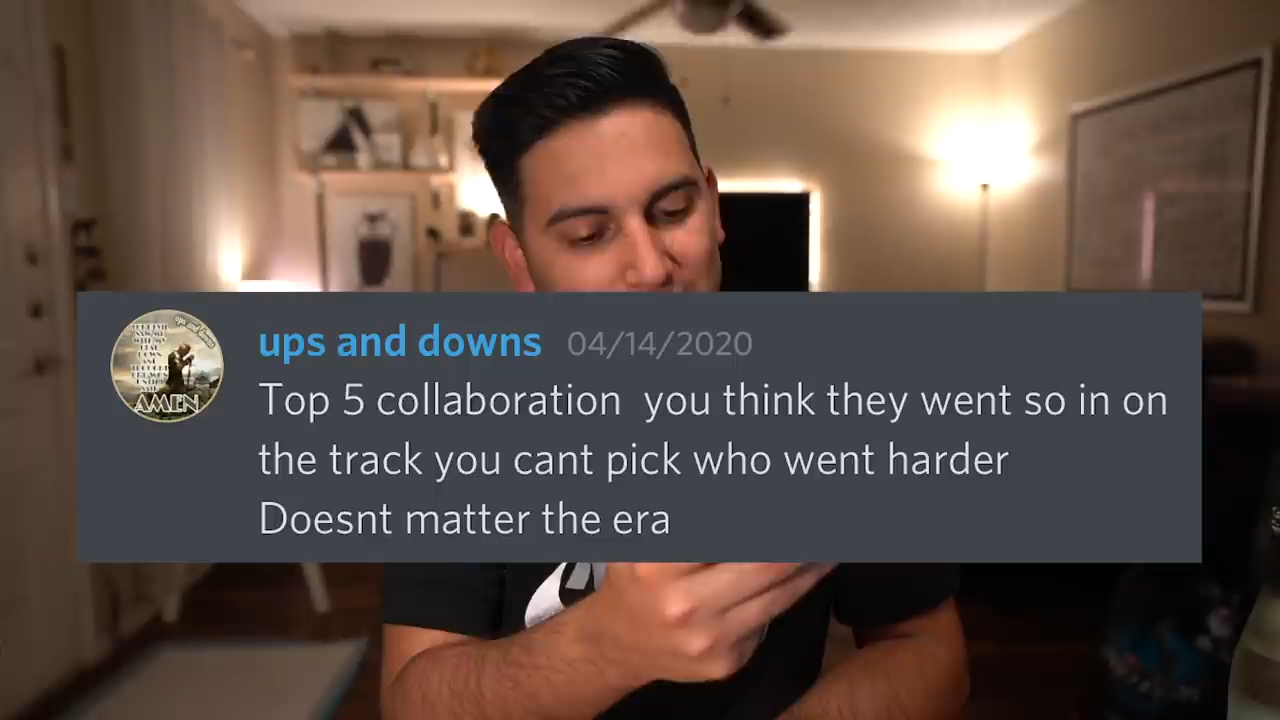 ups and downs 04/14/2020
Top 5 collaboration  you think they went so in on
the track you cant pick who went harder
Doesnt matter the era
AMEN